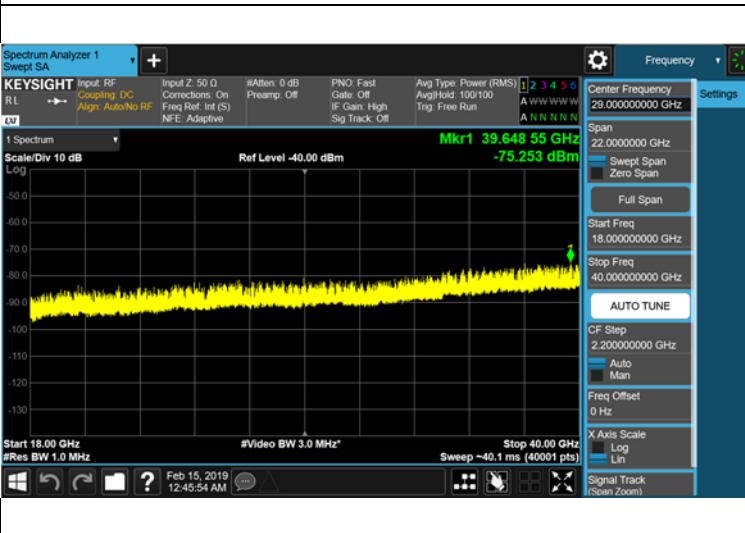 Spectrum Analyzer 1
Swept SA
Frequency
KEYSIGHT
RL
LXI
Input: RF
Coupling: DC
Align: Auto/No RF
Input Z: 50 Ω
Corrections: On
Freq Ref: Int (S)
NFE: Adaptive
#Atten: 0 dB
Preamp: Off
PNO: Fast
Gate: Off
IF Gain: High
Sig Track: Off
Avg Type: Power (RMS)
Avg|Hold: 100/100
Trig: Free Run
1 2 3 4 5 6
A W W W W W
A N N N N N
1 Spectrum
Scale/Div 10 dB
Log
Ref Level -40.00 dBm
Mkr1 39.648 55 GHz
-75.253 dBm
-50.0
-60.0
-70.0
-80.0
-90.0
-100
-110
-120
-130
1
Start 18.00 GHz
#Res BW 1.0 MHz
#Video BW 3.0 MHz*
Stop 40.00 GHz
Sweep ~40.1 ms (40001 pts)
Center Frequency
29.000000000 GHz
Span
22.0000000 GHz
Swept Span
Zero Span
Full Span
Start Freq
18.000000000 GHz
Stop Freq
40.000000000 GHz
AUTO TUNE
CF Step
2.200000000 GHz
Auto
Man
Freq Offset
0 Hz
X Axis Scale
Log
Lin
Signal Track
(Span Zoom)
Settings
?
Feb 15, 2019
12:45:54 AM